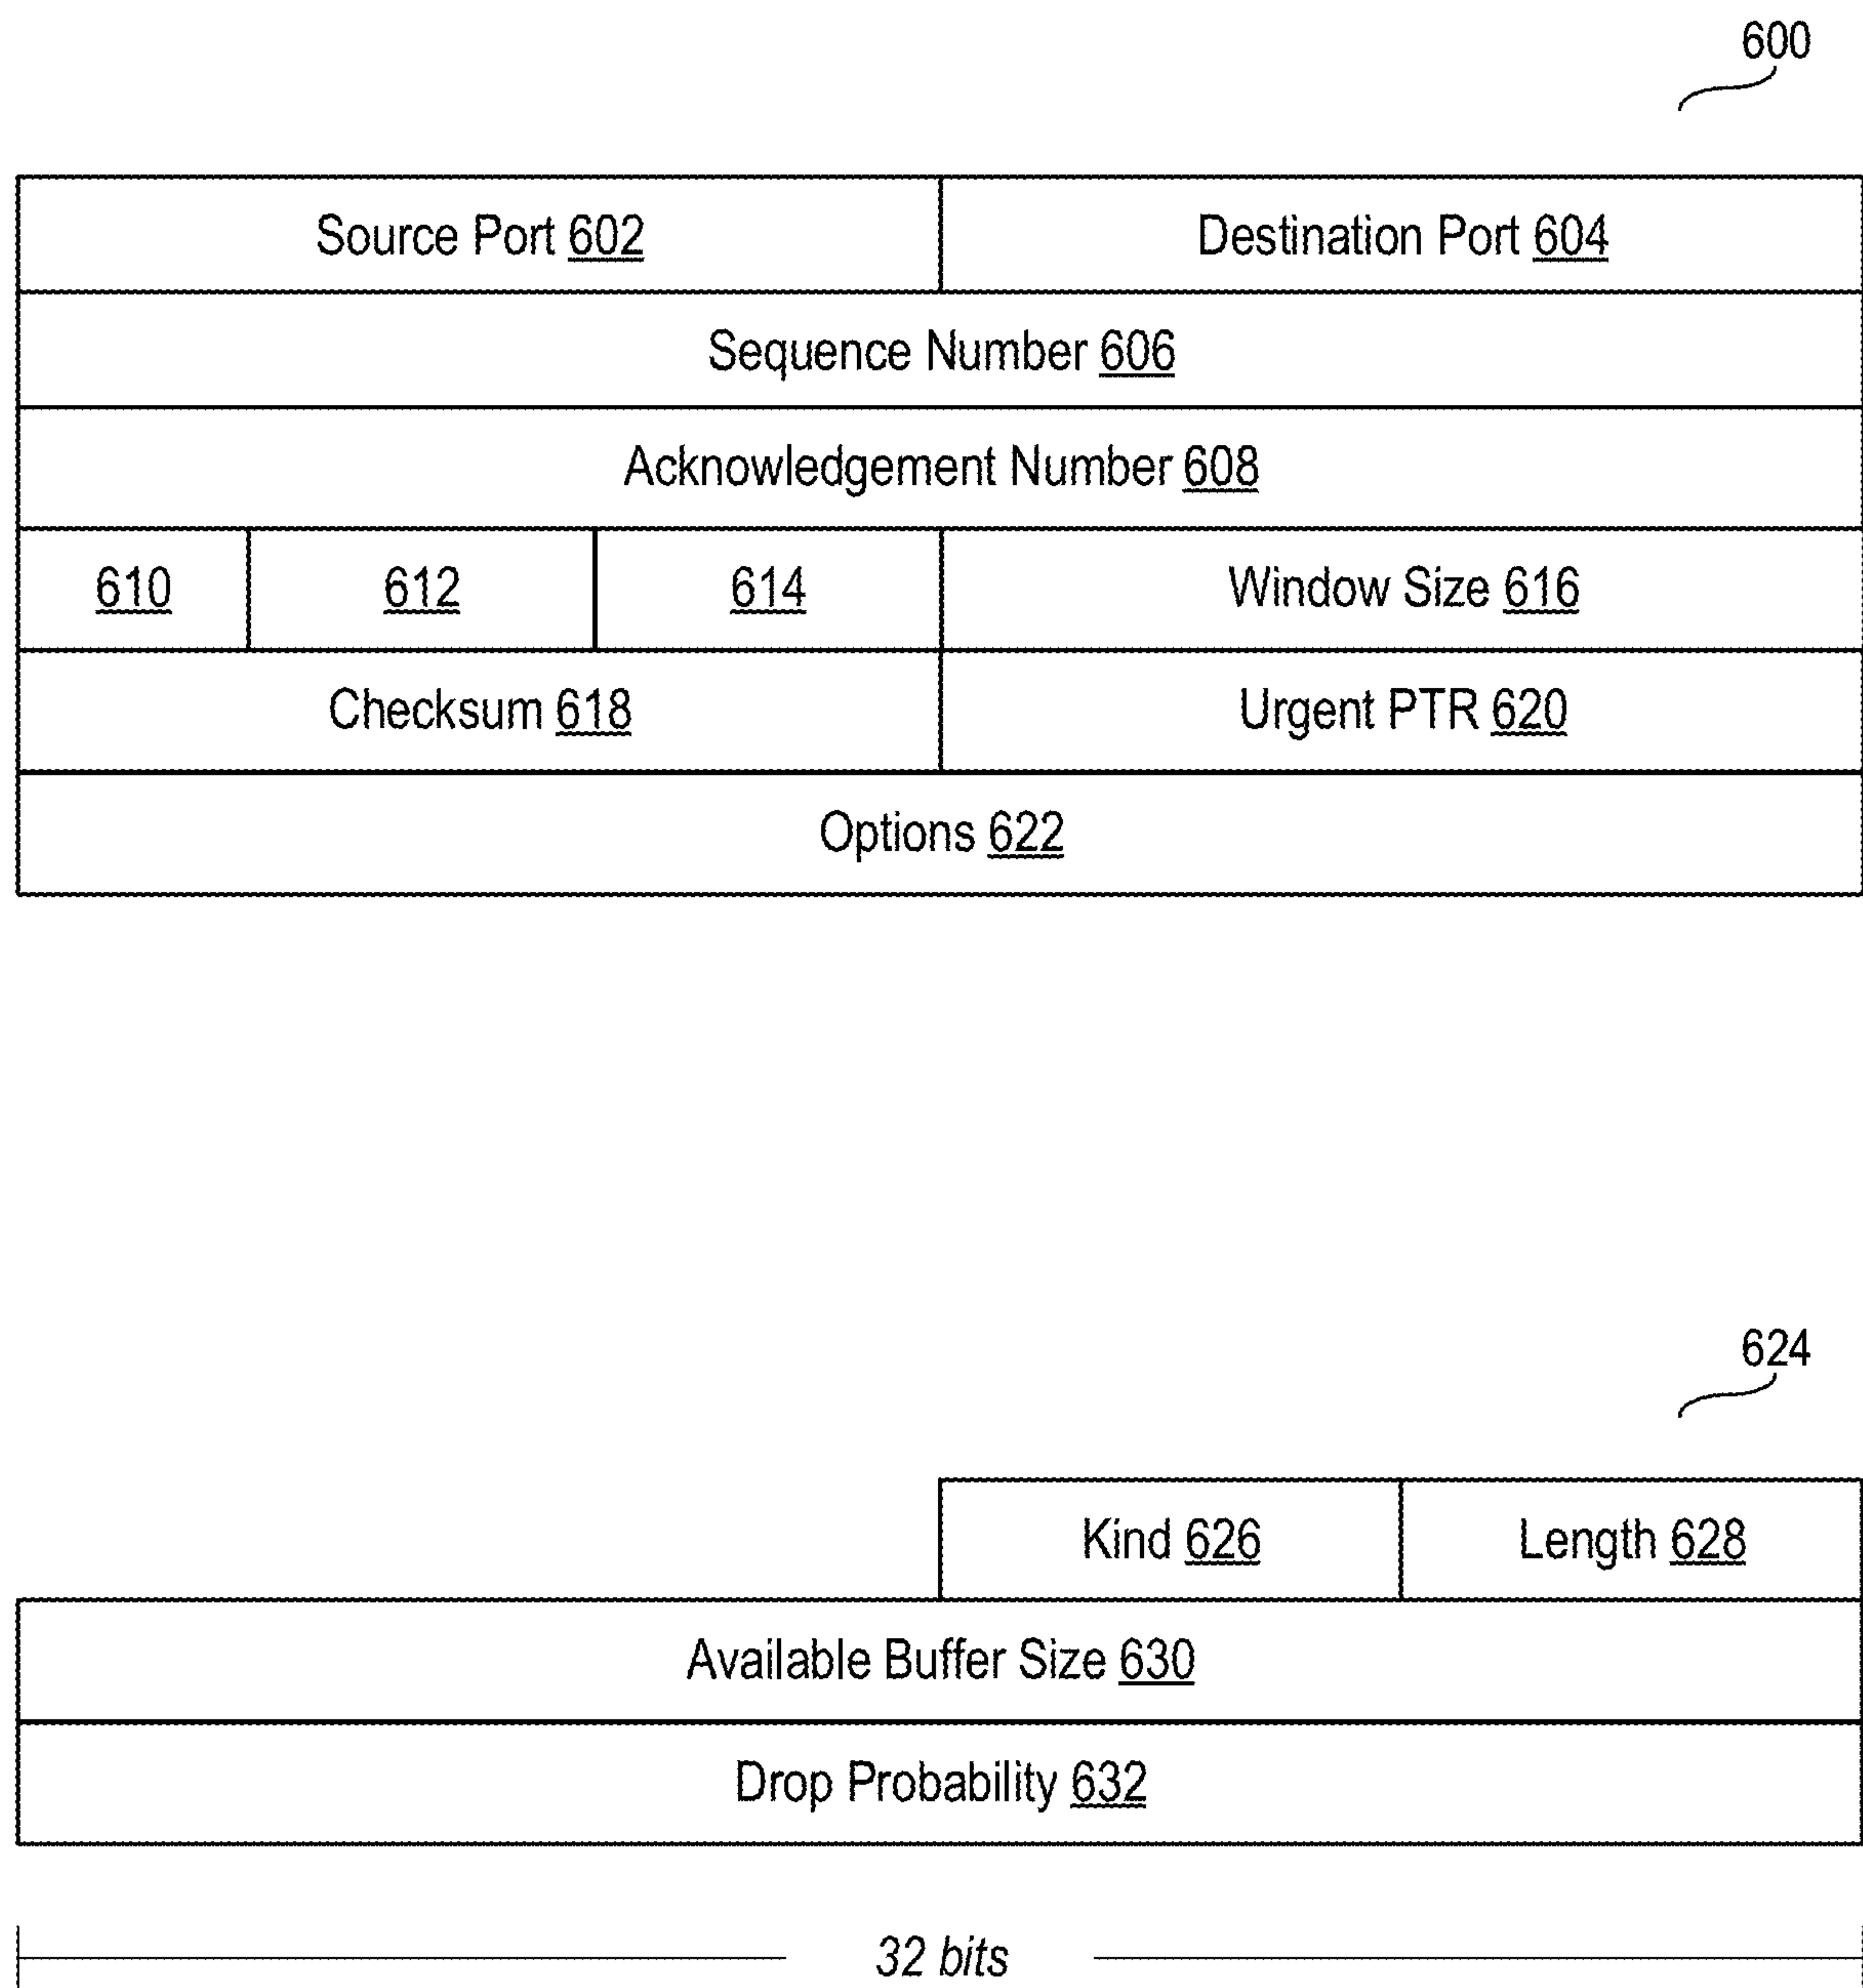 600
Source Port 602 Destination Port 604
Sequence Number 606
Acknowledgement Number 608
610 612 614 Window Size 616
Checksum 618 Urgent PTR 620
Options 622
624
Kind 626 Length 628
Available Buffer Size 630
Drop Probability 632
32 bits